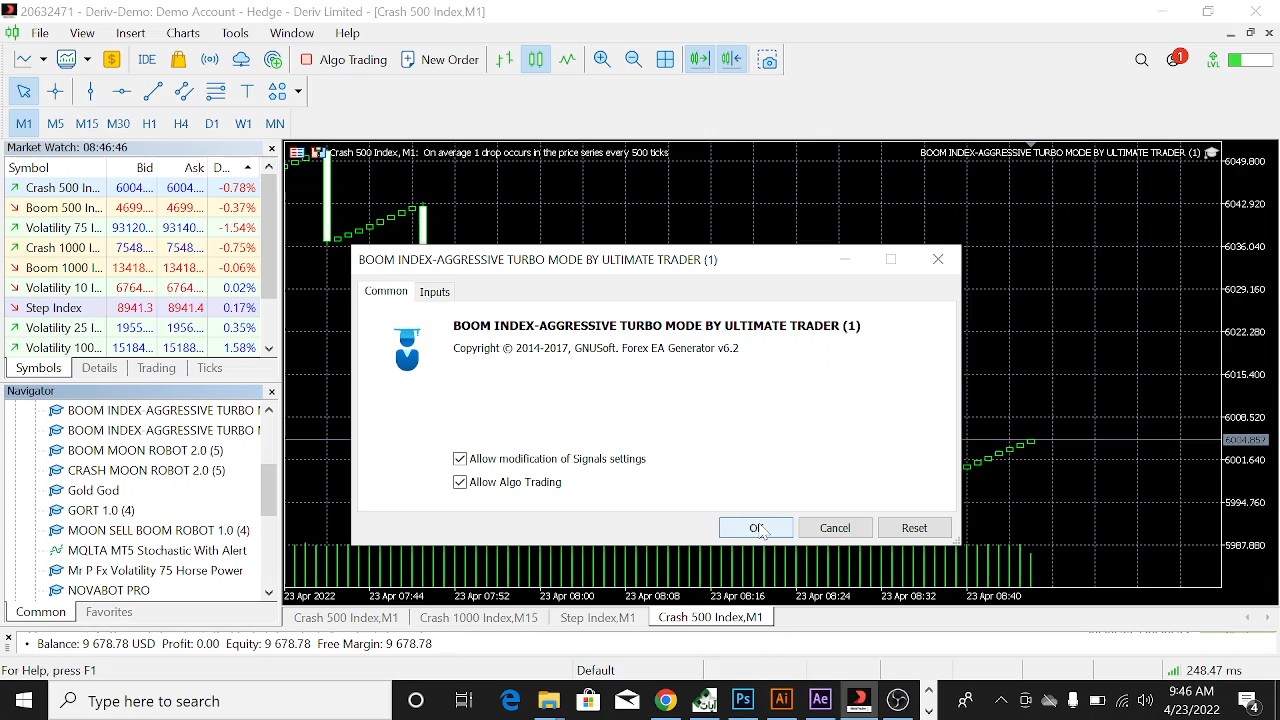 20632471 - Deriv-Demo: Demo Account - Hedge - Deriv Limited - [Crash 500 Index,M1]
File View Insert Charts Tools Window Help
IDE Algo Trading New Order 1 LVL
T
M1 M5 M15 M30 H1 H4 D1 W1 MN
Market Watch: 08:46:46
Symbol Bid Ask D...
Crash 500 In... 6004.... 6004.... -0.78%
Boom 500 In... 4699.... 4699.... -0.37%
Volatility 75 I... 93120... 93140... -1.54%
Crash 1000 I... 7548.... 7548.... -0.75%
Boom 1000 I... 13418... 13418... -0.06%
Volatility 10 I... 6764.... 6764.... 0.02%
Step Index 8941.3 8941.4 0.17%
Volatility 25 I... 1955.... 1956.... 0.35%
15184... 15188... 1.58%
Symbols Details Trading Ticks
Navigator
BOOM INDEX-AGGRESSIVE TURBO
BOOM INDEX-AGGRESSIVE TURBO
BOOM MOON ROBOT 2.0 (5)
CRASH MOON ROBOT 2.0 (5)
Gold God
GORT 1.0 (4)
MOON SELL BOOM ROBOT 1.0 (4)
MOLTA MT5 Stochastic With Alert
Mr P Fx Volatility 75 Horse Power
NOVABOT PRO
Common Favorites
Crash 500 Index, M1: On average 1 drop occurs in the price series every 500 ticks
BOOM INDEX-AGGRESSIVE TURBO MODE BY ULTIMATE TRADER (1)
6049.800
6042.920
6036.040
6029.160
6022.280
6015.400
6008.520
6004.857
6001.640
5994.760
5987.880
BOOM INDEX-AGGRESSIVE TURBO MODE BY ULTIMATE TRADER (1)
Common Inputs
BOOM INDEX-AGGRESSIVE TURBO MODE BY ULTIMATE TRADER (1)
Copyright © 2014-2017, GNUSoft. Forex EA Generator v6.2
Allow modification of Signals settings
Allow Algo Trading
OK Cancel Reset
23 Apr 2022 23 Apr 07:44 23 Apr 07:52 23 Apr 08:00 23 Apr 08:08 23 Apr 08:16 23 Apr 08:24 23 Apr 08:32 23 Apr 08:40
Crash 500 Index,M1 Crash 1000 Index,M15 Step Index,M1 Crash 500 Index,M1
• Balance: 9 678.78 USD Profit: 0.00 Equity: 9 678.78 Free Margin: 9 678.78
For Help, press F1 Default 248.47 ms
Type here to search Ps Ai Ae 9:46 AM
4/23/2022 4